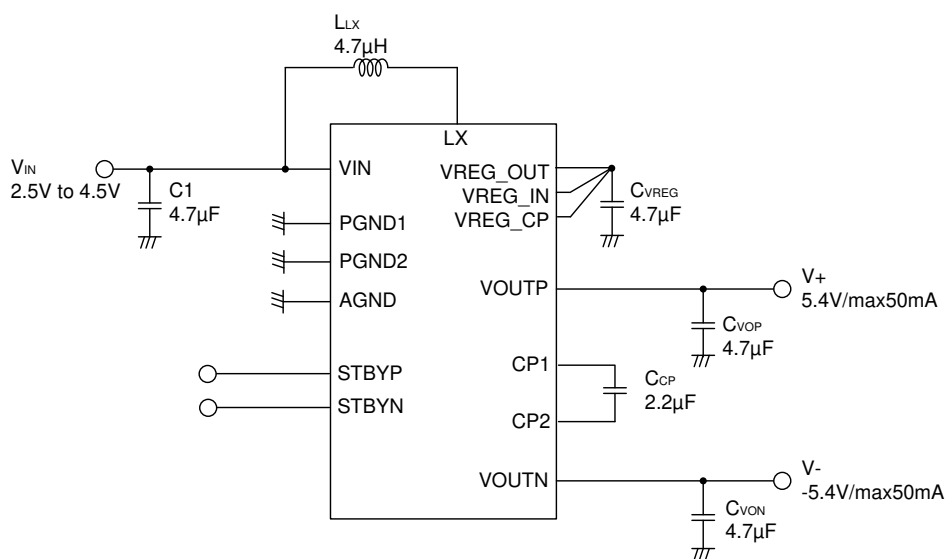 LLX
4.7µH
LX
VIN
2.5V to 4.5V
C1
4.7µF
VIN
PGND1
PGND2
AGND
STBYP
STBYN
VREG_OUT
VREG_IN
VREG_CP
CVREG
4.7µF
VOUTP
V+
5.4V/max50mA
CVOP
4.7µF
CP1
CP2
CCP
2.2µF
VOUTN
V-
-5.4V/max50mA
CVON
4.7µF